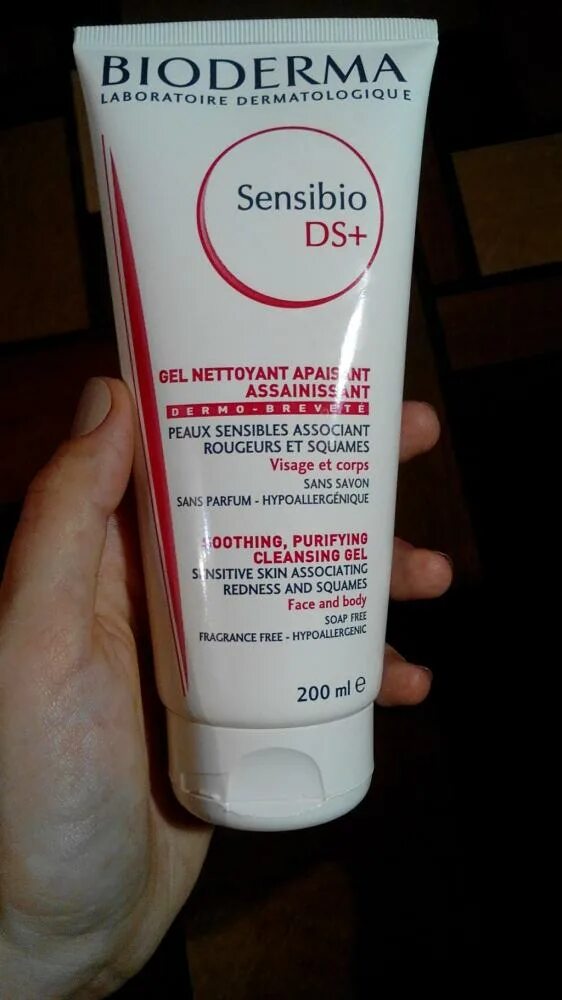 BIODERMA
LABORATOIRE DERMATOLOGIQUE
Sensibio
DS+
GEL NETTOYANT APAISANT
ASSAINISSANT
DERMO-BREVETÉ
PEAUX SENSIBLES ASSOCIANT
ROUGEURS ET SQUAMES
Visage et corps
SANS SAVON
SANS PARFUM - HYPOALLERGÉNIQUE
SOOTHING, PURIFYING
CLEANSING GEL
SENSITIVE SKIN ASSOCIATING
REDNESS AND SQUAMES
Face and body
SOAP FREE
FRAGRANCE FREE - HYPOALLERGENIC
200 ml ℮